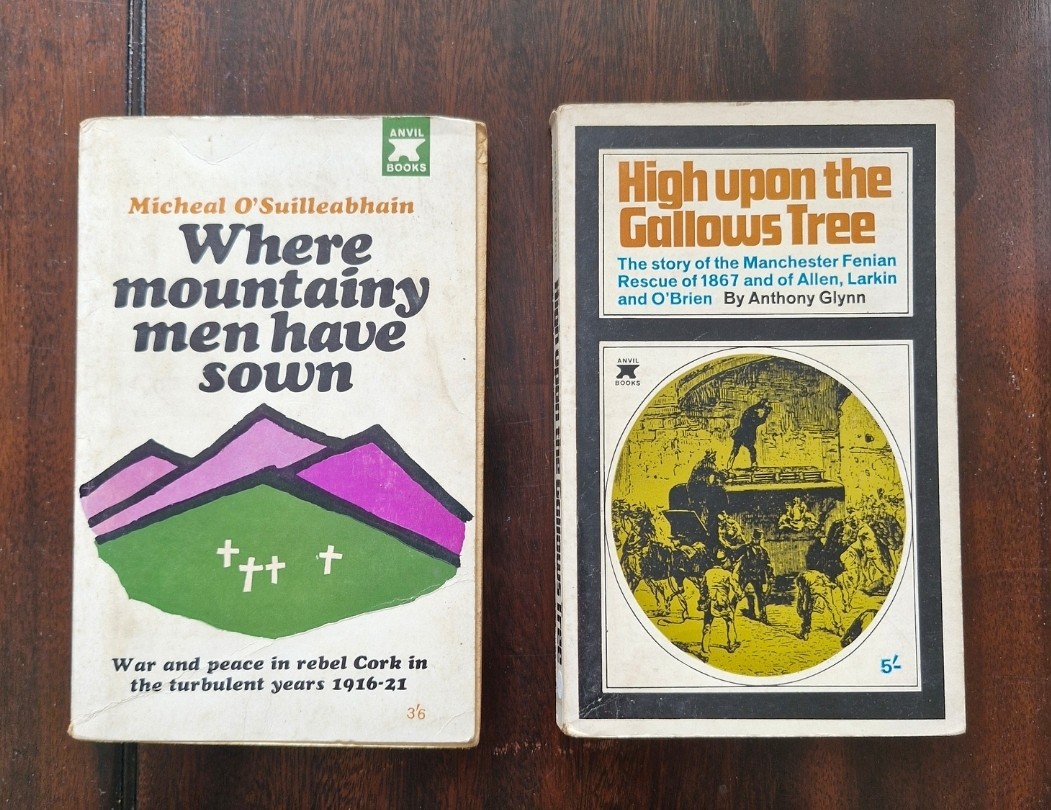 ANVIL
BOOKS
Micheal O'Suilleabhain
Where
mountainy
men have
sown
War and peace in rebel Cork in
the turbulent years 1916-21
3'6
High upon the
Gallows Tree
The story of the Manchester Fenian
Rescue of 1867 and of Allen, Larkin
and O'Brien By Anthony Glynn
ANVIL
BOOKS
5'-